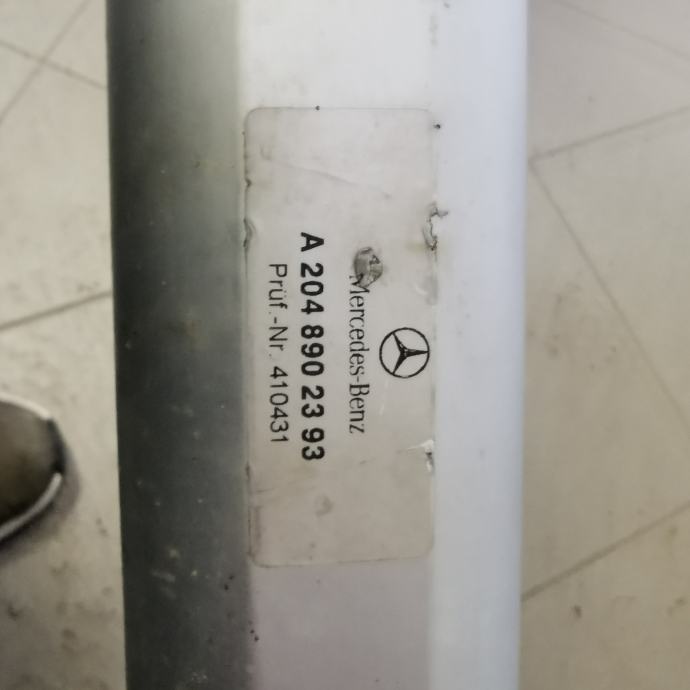 Mercedes-Benz
A 204 890 23 93
Prüf.-Nr. 410431